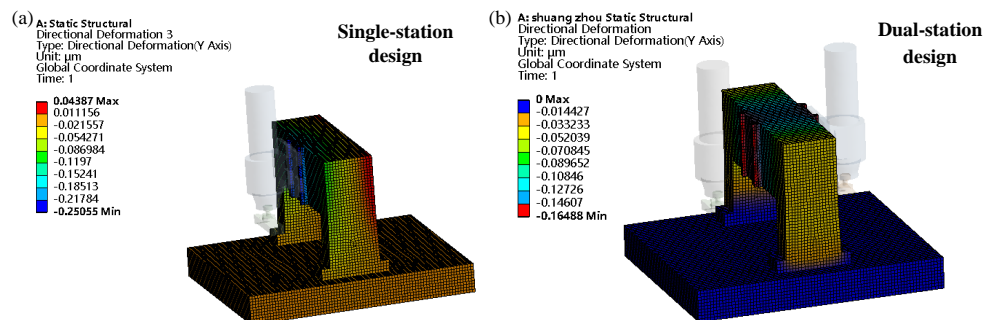 (a)
A: Static Structural
Directional Deformation 3
Type: Directional Deformation(Y Axis)
Unit: μm
Global Coordinate System
Time: 1
0.04387 Max
0.011156
-0.021557
-0.054271
-0.086984
-0.1197
-0.15241
-0.18513
-0.21784
-0.25055 Min
Single-station
design
(b)
A: shuang zhou Static Structural
Directional Deformation
Type: Directional Deformation(Y Axis)
Unit: μm
Global Coordinate System
Time: 1
0 Max
-0.014427
-0.033233
-0.052039
-0.070845
-0.089652
-0.10846
-0.12726
-0.14607
-0.16488 Min
Dual-station
design